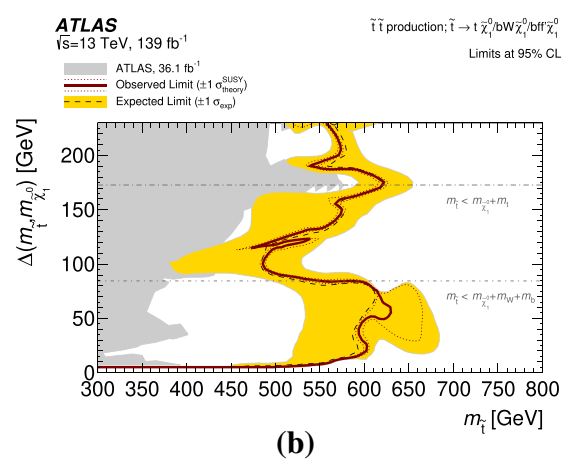 ATLAS
√s=13 TeV, 139 fb⁻¹
t̃ t̃ production; t̃ → t χ̃⁰₁/bWχ̃⁰₁/bff'χ̃⁰₁
Limits at 95% CL
ATLAS, 36.1 fb⁻¹
Observed Limit (±1 σ^SUSY_theory)
Expected Limit (±1 σ_exp)
Δ(m_t̃, m_χ̃⁰₁) [GeV]
200
150
100
50
0
m_t̃ < m_χ̃⁰₁+m_t
m_t̃ < m_χ̃⁰₁+m_W+m_b
300 350 400 450 500 550 600 650 700 750 800
m_t̃ [GeV]
(b)